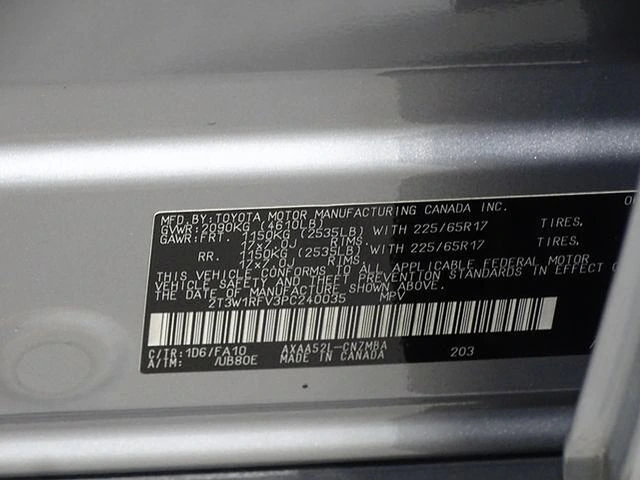 MFD.BY:TOYOTA MOTOR MANUFACTURING CANADA INC.
GVWR:2090KG (4610LB)
GAWR:FRT. 1150KG (2535LB) WITH 225/65R17 TIRES,
17x7.0J RIMS.
RR. 1150KG (2535LB) WITH 225/65R17 TIRES,
17x7.0J RIMS.
THIS VEHICLE CONFORMS TO ALL APPLICABLE FEDERAL MOTOR
VEHICLE SAFETY AND THEFT PREVENTION STANDARDS IN EFFECT
THE DATE OF MANUFACTURE SHOWN ABOVE.
2T3W1RFV3PC240035 MPV
C/TR:1D6/FA10 AXAA52L-CNZMBA 203
A/TM: /UB80E MADE IN CANADA